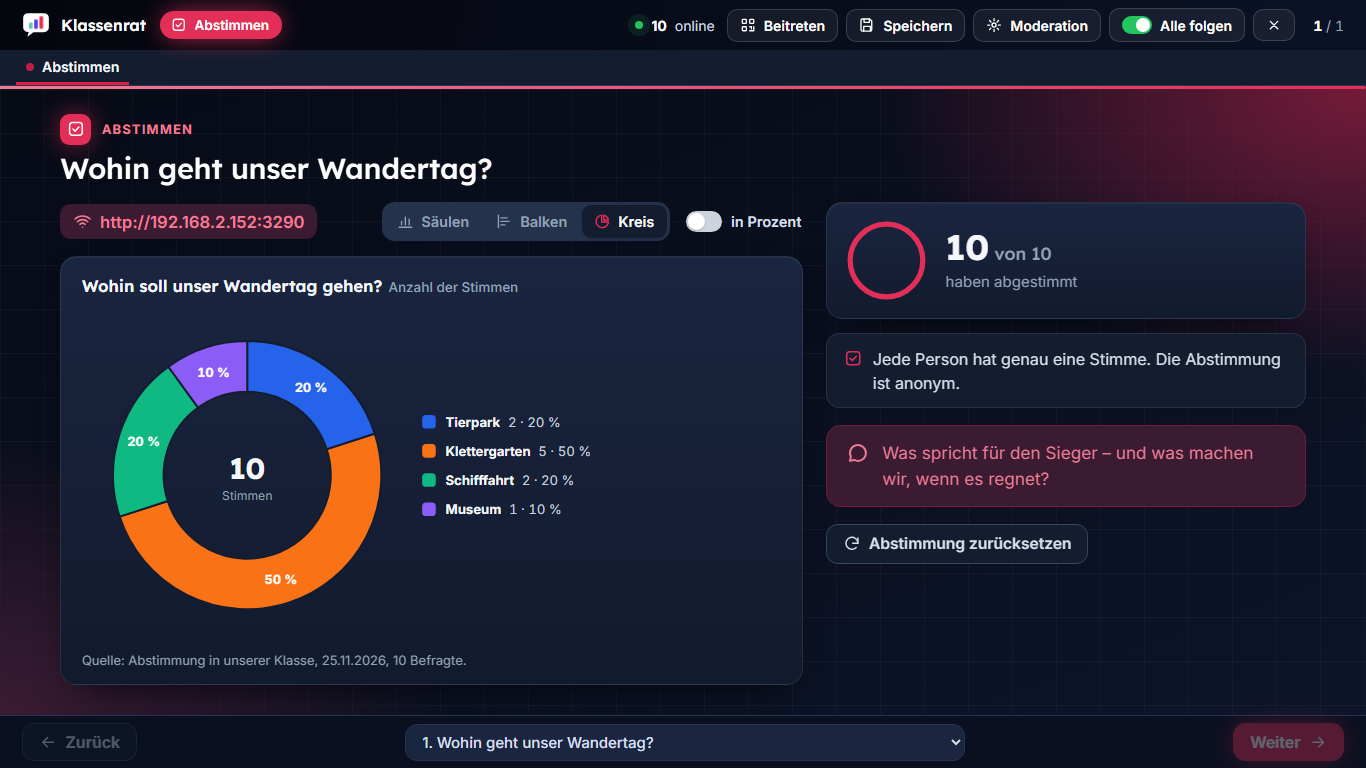 Klassenrat
Abstimmen
10 online
Beitreten
Speichern
Moderation
Alle folgen
1 / 1
Abstimmen
ABSTIMMEN
Wohin geht unser Wandertag?
http://192.168.2.152:3290
Säulen
Balken
Kreis
in Prozent
Wohin soll unser Wandertag gehen? Anzahl der Stimmen
10 %
20 %
20 %
50 %
10
Stimmen
Tierpark 2 · 20 %
Klettergarten 5 · 50 %
Schifffahrt 2 · 20 %
Museum 1 · 10 %
Quelle: Abstimmung in unserer Klasse, 25.11.2026, 10 Befragte.
10 von 10
haben abgestimmt
Jede Person hat genau eine Stimme. Die Abstimmung
ist anonym.
Was spricht für den Sieger – und was machen
wir, wenn es regnet?
Abstimmung zurücksetzen
Zurück
1. Wohin geht unser Wandertag?
Weiter